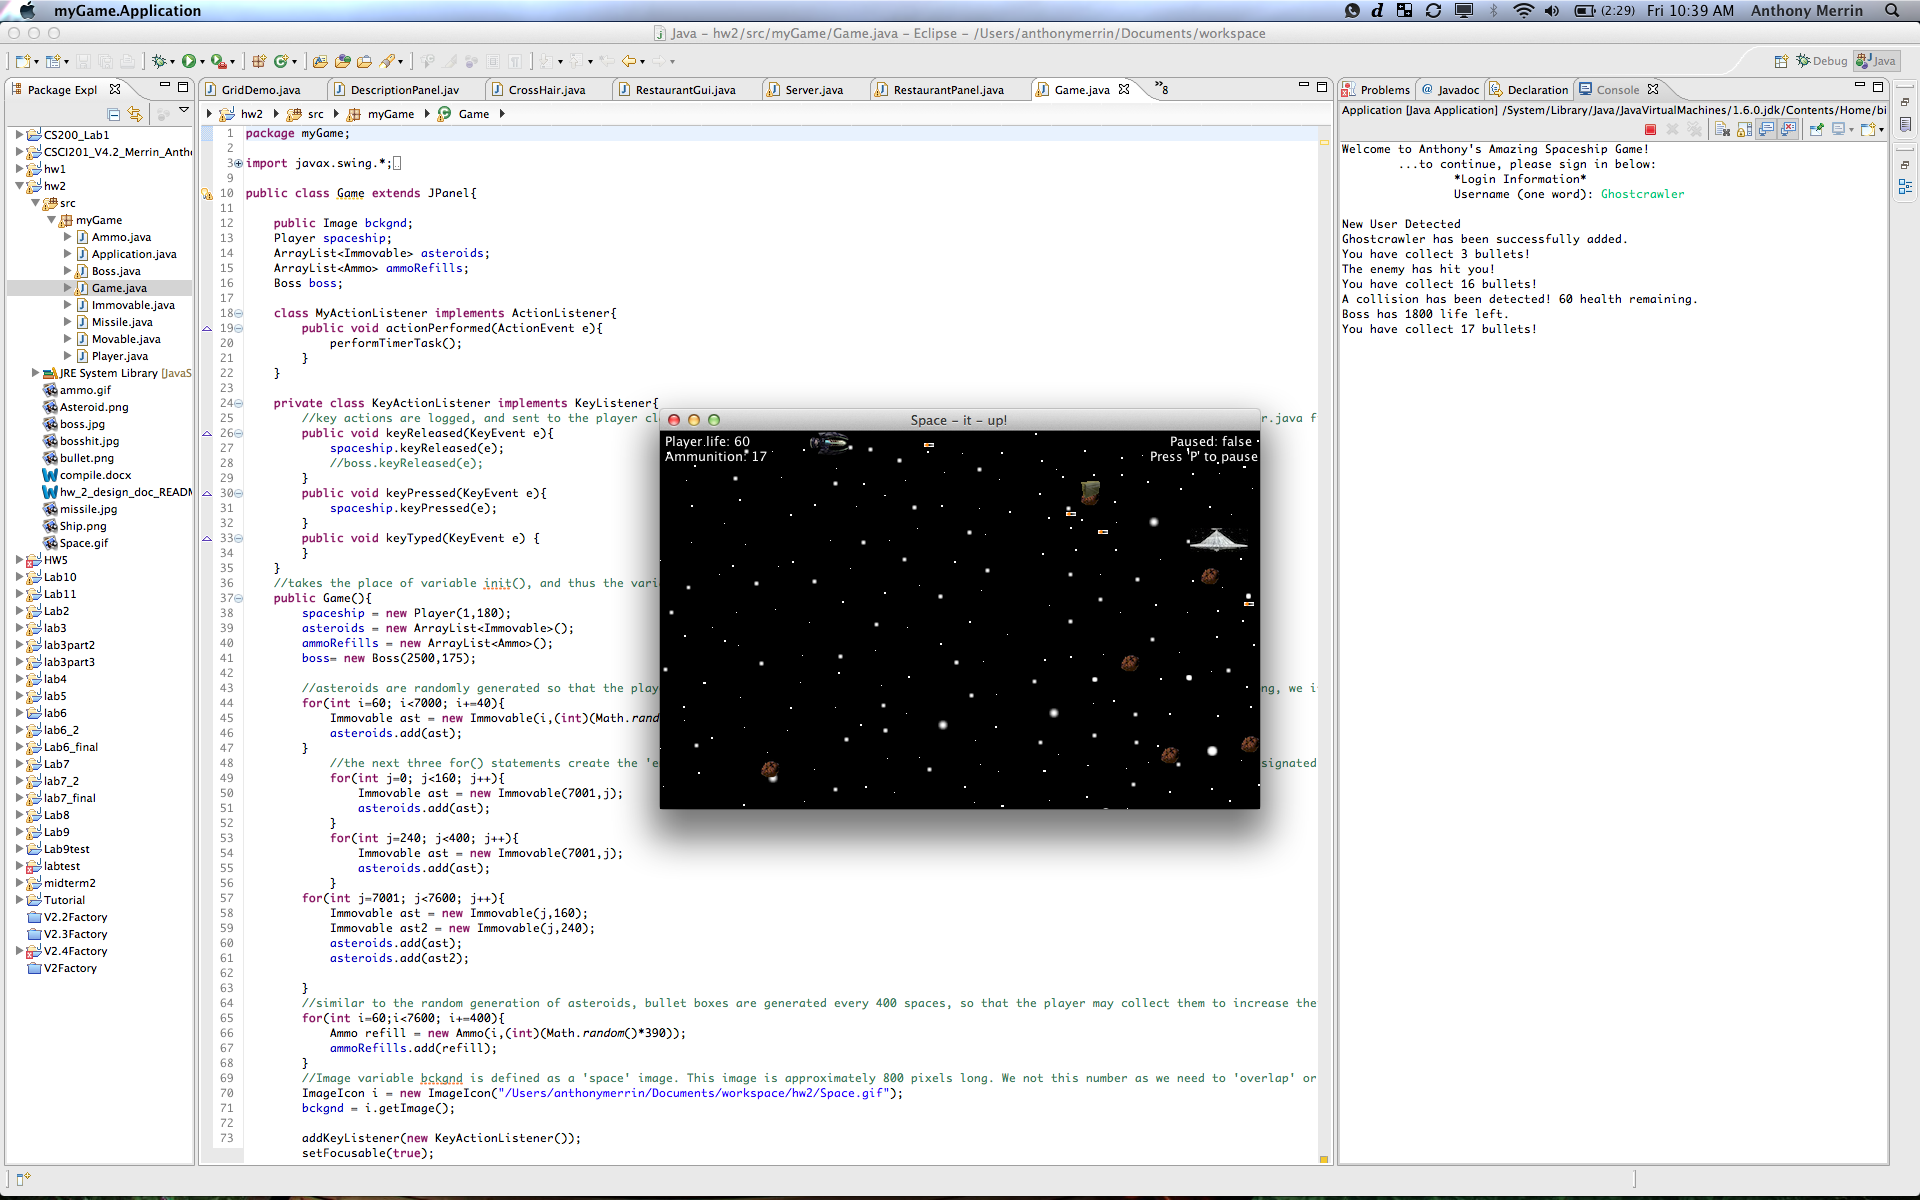 myGame.Application
(2:29) Fri 10:39 AM Anthony Merrin
Java – hw2/src/myGame/Game.java – Eclipse – /Users/anthonymerrin/Documents/workspace
Debug Java
Package Expl
CS200_Lab1
CSCI201_V4.2_Merrin_Anth
hw1
hw2
src
myGame
Ammo.java
Application.java
Boss.java
Game.java
Immovable.java
Missile.java
Movable.java
Player.java
JRE System Library [JavaS
ammo.gif
Asteroid.png
boss.jpg
bosshit.jpg
bullet.png
compile.docx
hw_2_design_doc_READM
missile.jpg
Ship.png
Space.gif
HW5
Lab10
Lab11
Lab2
lab3
lab3part2
lab3part3
lab4
lab5
lab6
lab6_2
Lab6_final
Lab7
lab7_2
lab7_final
Lab8
Lab9
Lab9test
labtest
midterm2
Tutorial
V2.2Factory
V2.3Factory
V2.4Factory
V2Factory
GridDemo.java DescriptionPanel.jav CrossHair.java RestaurantGui.java Server.java RestaurantPanel.java Game.java »8
hw2 src myGame Game
1 package myGame;
2
3 import javax.swing.*;
9
10 public class Game extends JPanel{
11
12 public Image bckgnd;
13 Player spaceship;
14 ArrayList<Immovable> asteroids;
15 ArrayList<Ammo> ammoRefills;
16 Boss boss;
17
18 class MyActionListener implements ActionListener{
19 public void actionPerformed(ActionEvent e){
20 performTimerTask();
21 }
22 }
23
24 private class KeyActionListener implements KeyListener{
25 //key actions are logged, and sent to the player cl r.java f
26 public void keyReleased(KeyEvent e){
27 spaceship.keyReleased(e);
28 //boss.keyReleased(e);
29 }
30 public void keyPressed(KeyEvent e){
31 spaceship.keyPressed(e);
32 }
33 public void keyTyped(KeyEvent e) {
34 }
35 }
36 //takes the place of variable init(), and thus the vari
37 public Game(){
38 spaceship = new Player(1,180);
39 asteroids = new ArrayList<Immovable>();
40 ammoRefills = new ArrayList<Ammo>();
41 boss= new Boss(2500,175);
42
43 //asteroids are randomly generated so that the play ng, we i
44 for(int i=60; i<7000; i+=40){
45 Immovable ast = new Immovable(i,(int)(Math.rand
46 asteroids.add(ast);
47 }
48 //the next three for() statements create the 'e signated
49 for(int j=0; j<160; j++){
50 Immovable ast = new Immovable(7001,j);
51 asteroids.add(ast);
52 }
53 for(int j=240; j<400; j++){
54 Immovable ast = new Immovable(7001,j);
55 asteroids.add(ast);
56 }
57 for(int j=7001; j<7600; j++){
58 Immovable ast = new Immovable(j,160);
59 Immovable ast2 = new Immovable(j,240);
60 asteroids.add(ast);
61 asteroids.add(ast2);
62
63 }
64 //similar to the random generation of asteroids, bullet boxes are generated every 400 spaces, so that the player may collect them to increase the
65 for(int i=60;i<7600; i+=400){
66 Ammo refill = new Ammo(i,(int)(Math.random()*390));
67 ammoRefills.add(refill);
68 }
69 //Image variable bckgnd is defined as a 'space' image. This image is approximately 800 pixels long. We not this number as we need to 'overlap' or
70 ImageIcon i = new ImageIcon("/Users/anthonymerrin/Documents/workspace/hw2/Space.gif");
71 bckgnd = i.getImage();
72
73 addKeyListener(new KeyActionListener());
setFocusable(true);
Space – it – up!
Player.life: 60
Ammunition: 17
Paused: false
Press 'P' to pause
Problems @ Javadoc Declaration Console
Application [Java Application] /System/Library/Java/JavaVirtualMachines/1.6.0.jdk/Contents/Home/bi
Welcome to Anthony's Amazing Spaceship Game!
...to continue, please sign in below:
*Login Information*
Username (one word): Ghostcrawler
New User Detected
Ghostcrawler has been successfully added.
You have collect 3 bullets!
The enemy has hit you!
You have collect 16 bullets!
A collision has been detected! 60 health remaining.
Boss has 1800 life left.
You have collect 17 bullets!